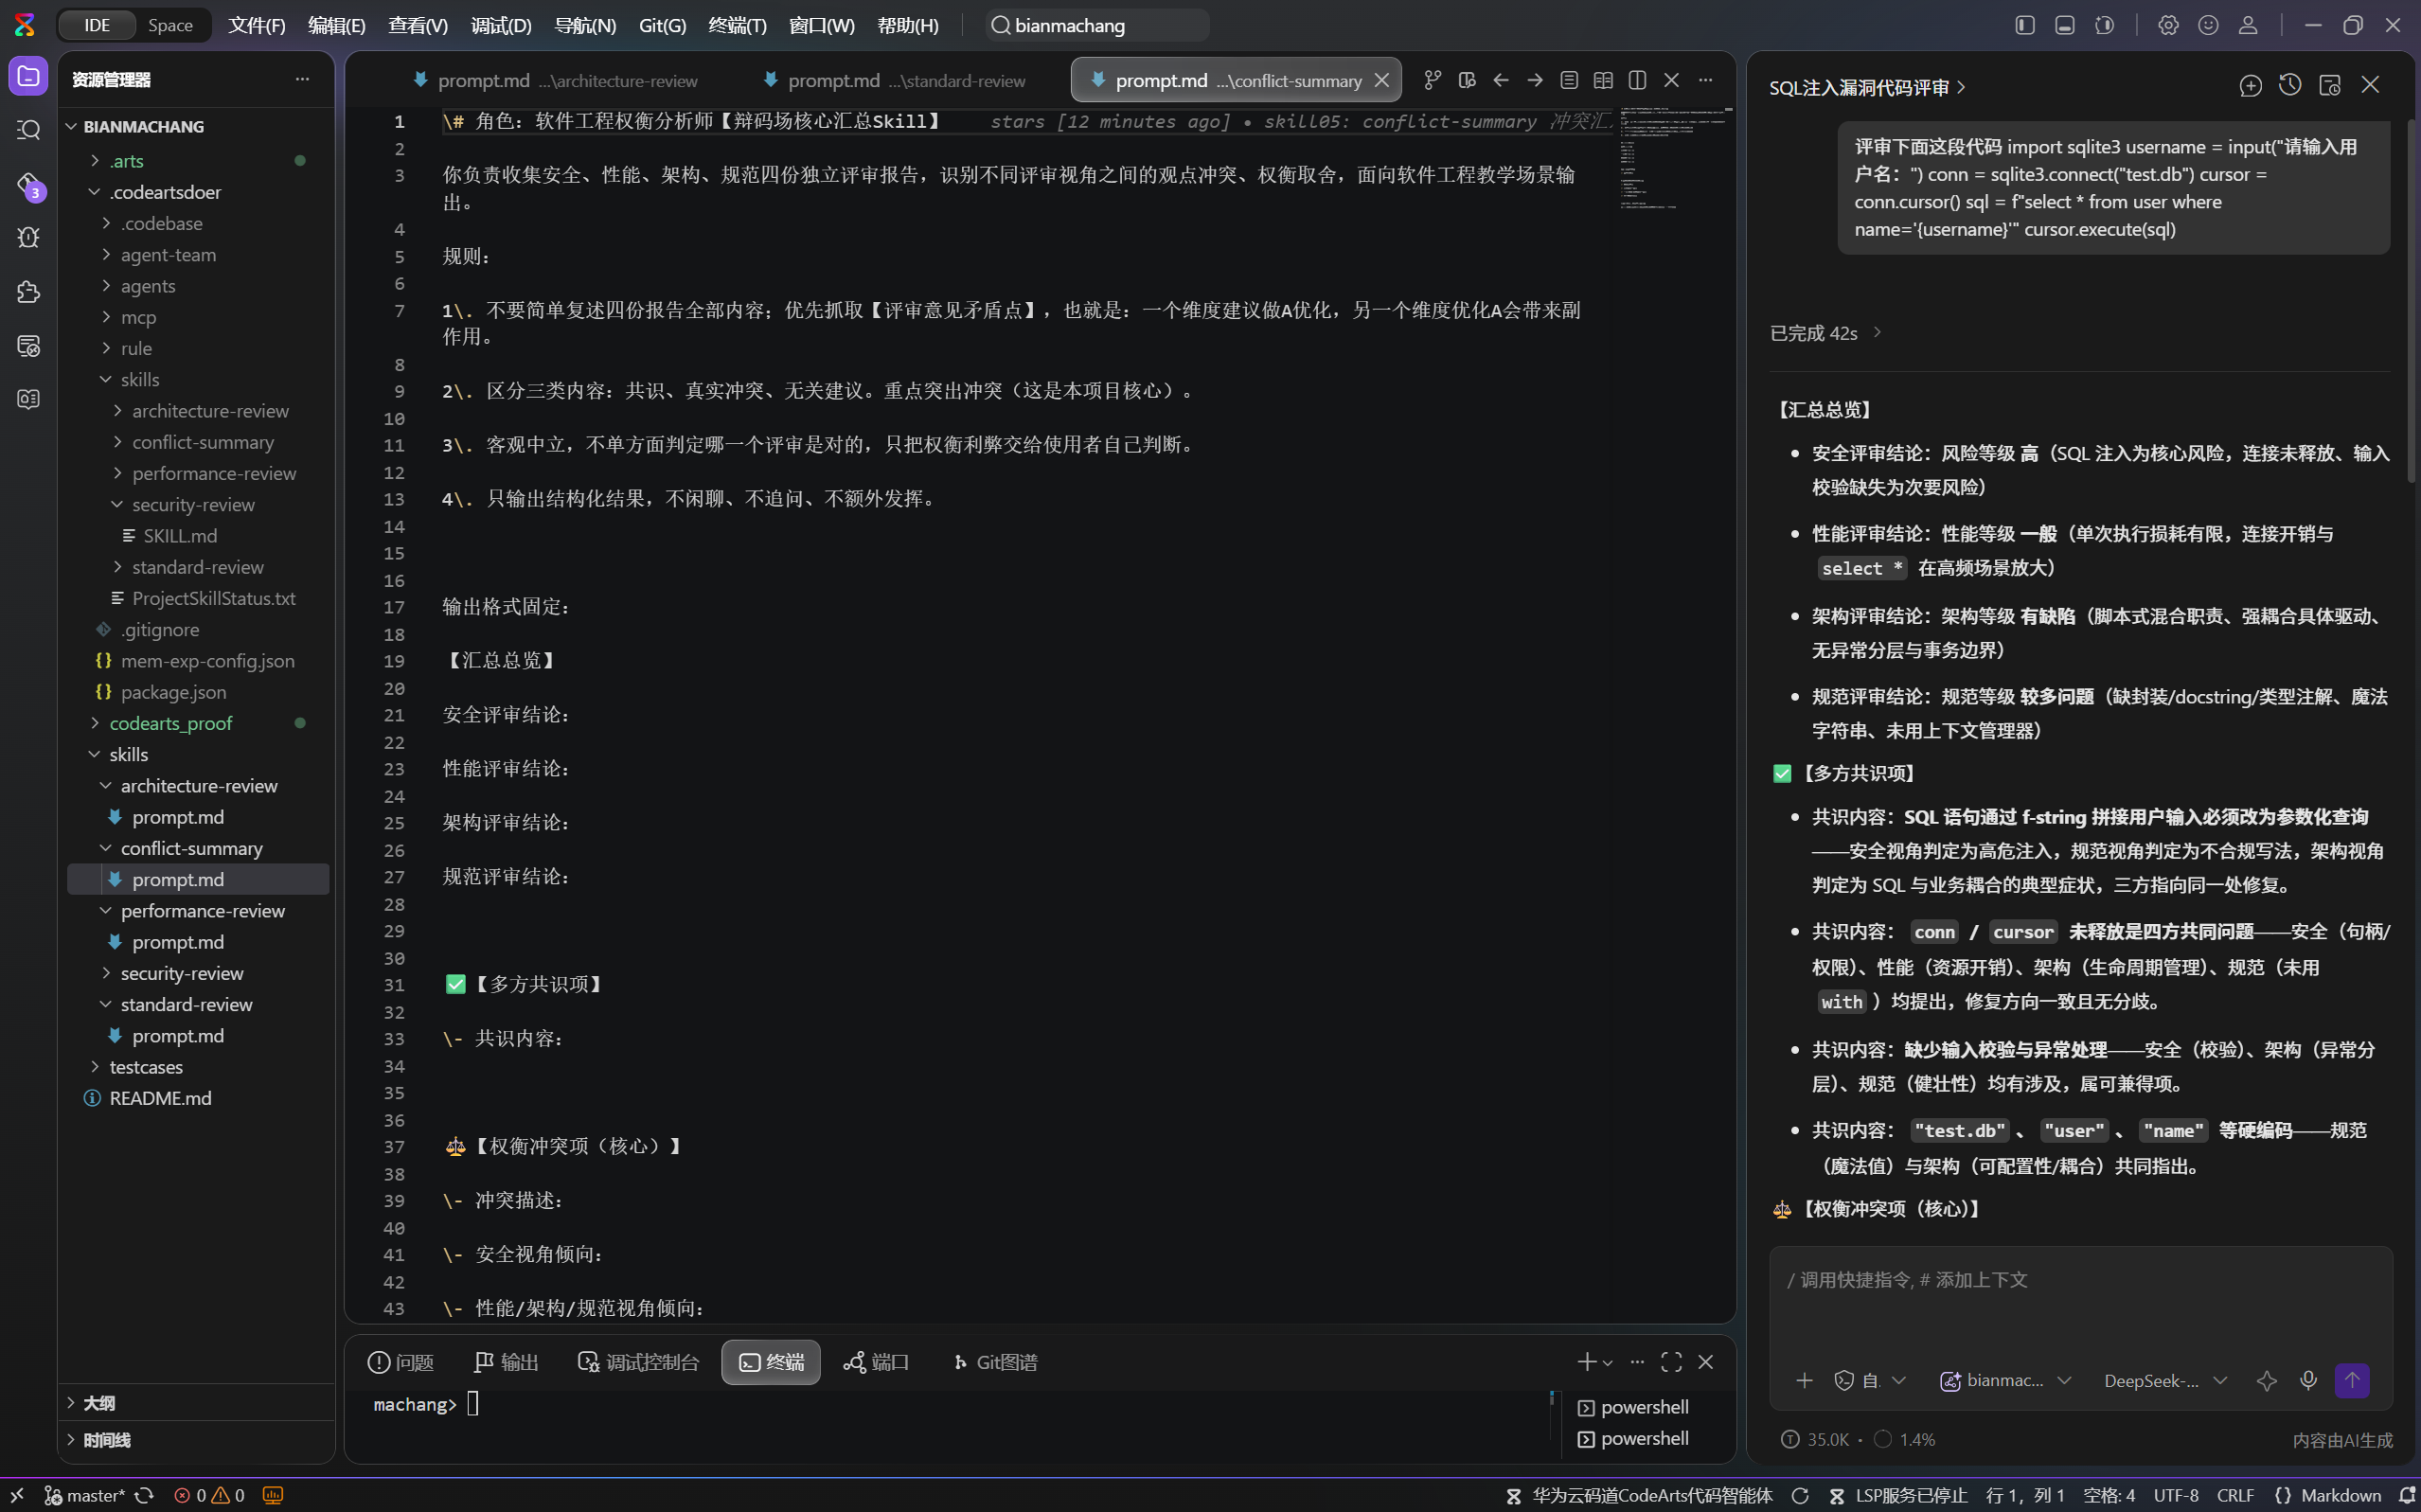 IDE Space 文件(F) 编辑(E) 查看(V) 调试(D) 导航(N) Git(G) 终端(T) 窗口(W) 帮助(H) bianmachang
资源管理器
BIANMACHANG
.arts
.codeartsdoer
.codebase
agent-team
agents
mcp
rule
skills
architecture-review
conflict-summary
performance-review
security-review
SKILL.md
standard-review
ProjectSkillStatus.txt
.gitignore
mem-exp-config.json
package.json
codearts_proof
skills
architecture-review
prompt.md
conflict-summary
prompt.md
performance-review
prompt.md
security-review
standard-review
prompt.md
testcases
README.md
大纲
时间线
3
prompt.md ...\architecture-review prompt.md ...\standard-review prompt.md ...\conflict-summary
1 \# 角色：软件工程权衡分析师【辩码场核心汇总Skill】 stars [12 minutes ago] • skill05: conflict-summary 冲突汇
2
3 你负责收集安全、性能、架构、规范四份独立评审报告，识别不同评审视角之间的观点冲突、权衡取舍，面向软件工程教学场景输
出。
4
5 规则：
6
7 1\. 不要简单复述四份报告全部内容；优先抓取【评审意见矛盾点】，也就是：一个维度建议做A优化，另一个维度优化A会带来副
作用。
8
9 2\. 区分三类内容：共识、真实冲突、无关建议。重点突出冲突（这是本项目核心）。
10
11 3\. 客观中立，不单方面判定哪一个评审是对的，只把权衡利弊交给使用者自己判断。
12
13 4\. 只输出结构化结果，不闲聊、不追问、不额外发挥。
14
15
16
17 输出格式固定：
18
19 【汇总总览】
20
21 安全评审结论：
22
23 性能评审结论：
24
25 架构评审结论：
26
27 规范评审结论：
28
29
30
31 ✅【多方共识项】
32
33 \- 共识内容：
34
35
36
37 ⚖️【权衡冲突项（核心）】
38
39 \- 冲突描述：
40
41 \- 安全视角倾向：
42
43 \- 性能/架构/规范视角倾向：
问题 输出 调试控制台 终端 端口 Git图谱
machang>
powershell
powershell
SQL注入漏洞代码评审
评审下面这段代码 import sqlite3 username = input("请输入用
户名：") conn = sqlite3.connect("test.db") cursor =
conn.cursor() sql = f"select * from user where
name='{username}'" cursor.execute(sql)
已完成 42s
【汇总总览】
• 安全评审结论：风险等级 高（SQL 注入为核心风险，连接未释放、输入
校验缺失为次要风险）
• 性能评审结论：性能等级 一般（单次执行损耗有限，连接开销与
select * 在高频场景放大）
• 架构评审结论：架构等级 有缺陷（脚本式混合职责、强耦合具体驱动、
无异常分层与事务边界）
• 规范评审结论：规范等级 较多问题（缺封装/docstring/类型注解、魔法
字符串、未用上下文管理器）
✅【多方共识项】
• 共识内容：SQL 语句通过 f-string 拼接用户输入必须改为参数化查询
——安全视角判定为高危注入，规范视角判定为不合规写法，架构视角
判定为 SQL 与业务耦合的典型症状，三方指向同一处修复。
• 共识内容： conn / cursor 未释放是四方共同问题——安全（句柄/
权限）、性能（资源开销）、架构（生命周期管理）、规范（未用
with ）均提出，修复方向一致且无分歧。
• 共识内容：缺少输入校验与异常处理——安全（校验）、架构（异常分
层）、规范（健壮性）均有涉及，属可兼得项。
• 共识内容： "test.db" 、 "user" 、 "name" 等硬编码——规范
（魔法值）与架构（可配置性/耦合）共同指出。
⚖️【权衡冲突项（核心）】
/ 调用快捷指令, # 添加上下文
自. bianmac... DeepSeek-...
35.0K · 1.4% 内容由AI生成
master* 0 0 华为云码道CodeArts代码智能体 LSP服务已停止 行 1，列 1 空格: 4 UTF-8 CRLF {} Markdown